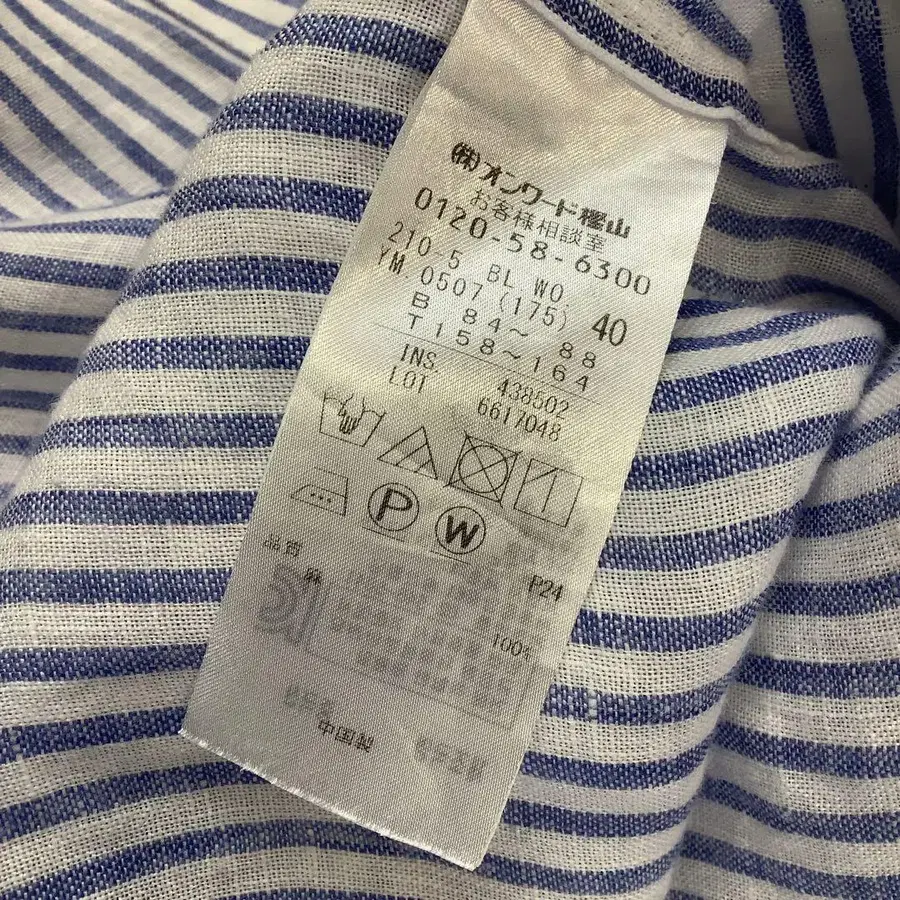 ㈱オンワード樫山
お客様相談室
0120-58-6300
210-5 BL WO
YM.0507(175) 40
B 84～ 88
T158～164
INS. 438502
LOT 6617048
P
W
品質 P24
麻 100%
中国製